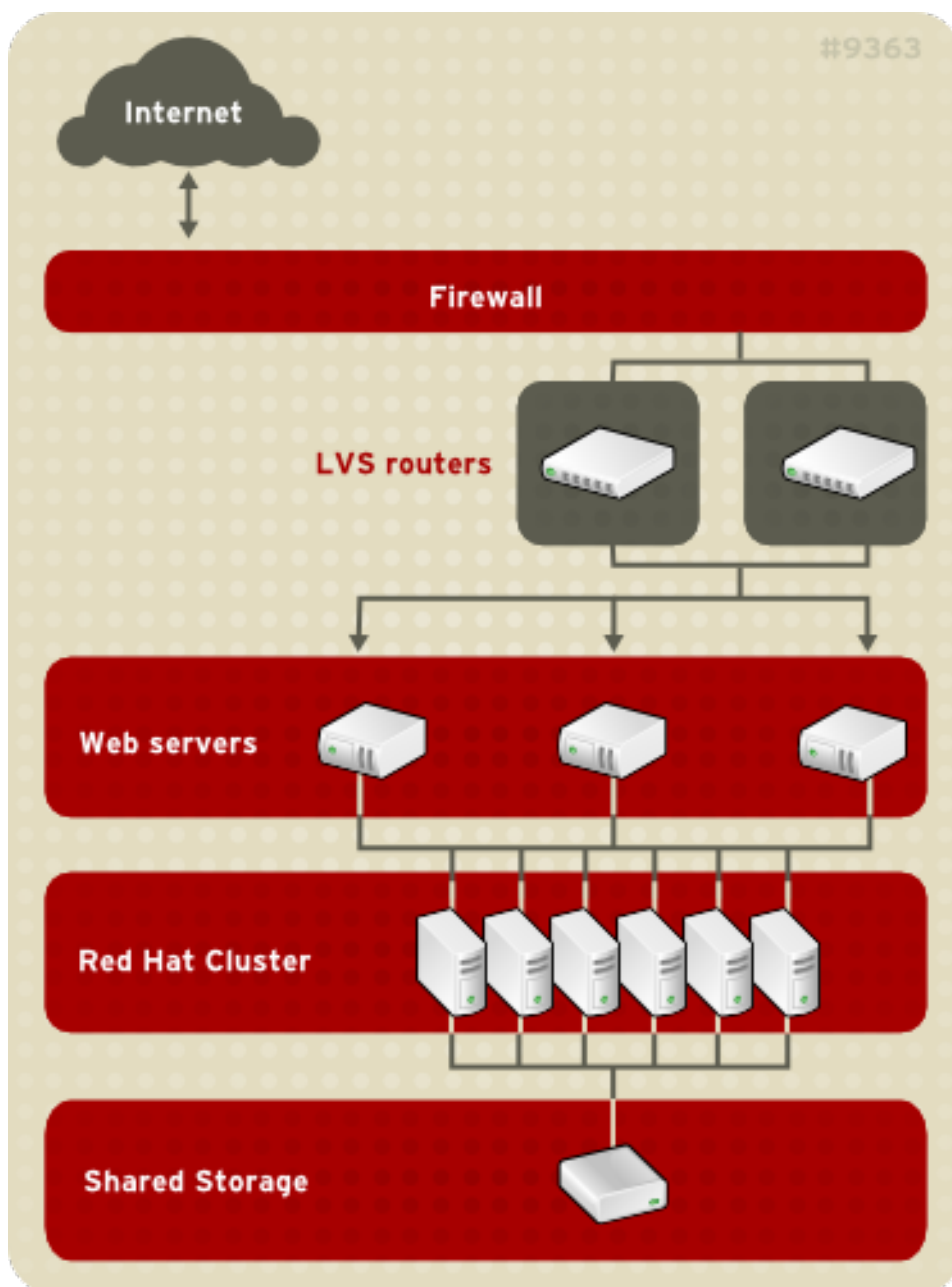 #9363
Internet
Firewall
LVS routers
Web servers
Red Hat Cluster
Shared Storage